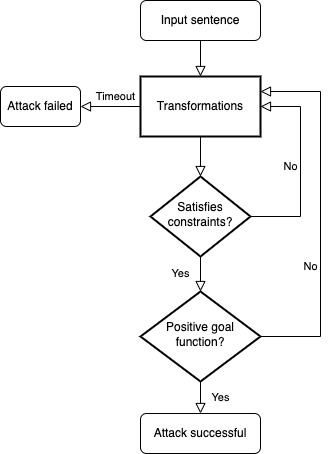 Input sentence
Timeout
Attack failed
Transformations
No
Satisfies
constraints?
Yes
No
Positive goal
function?
Yes
Attack successful